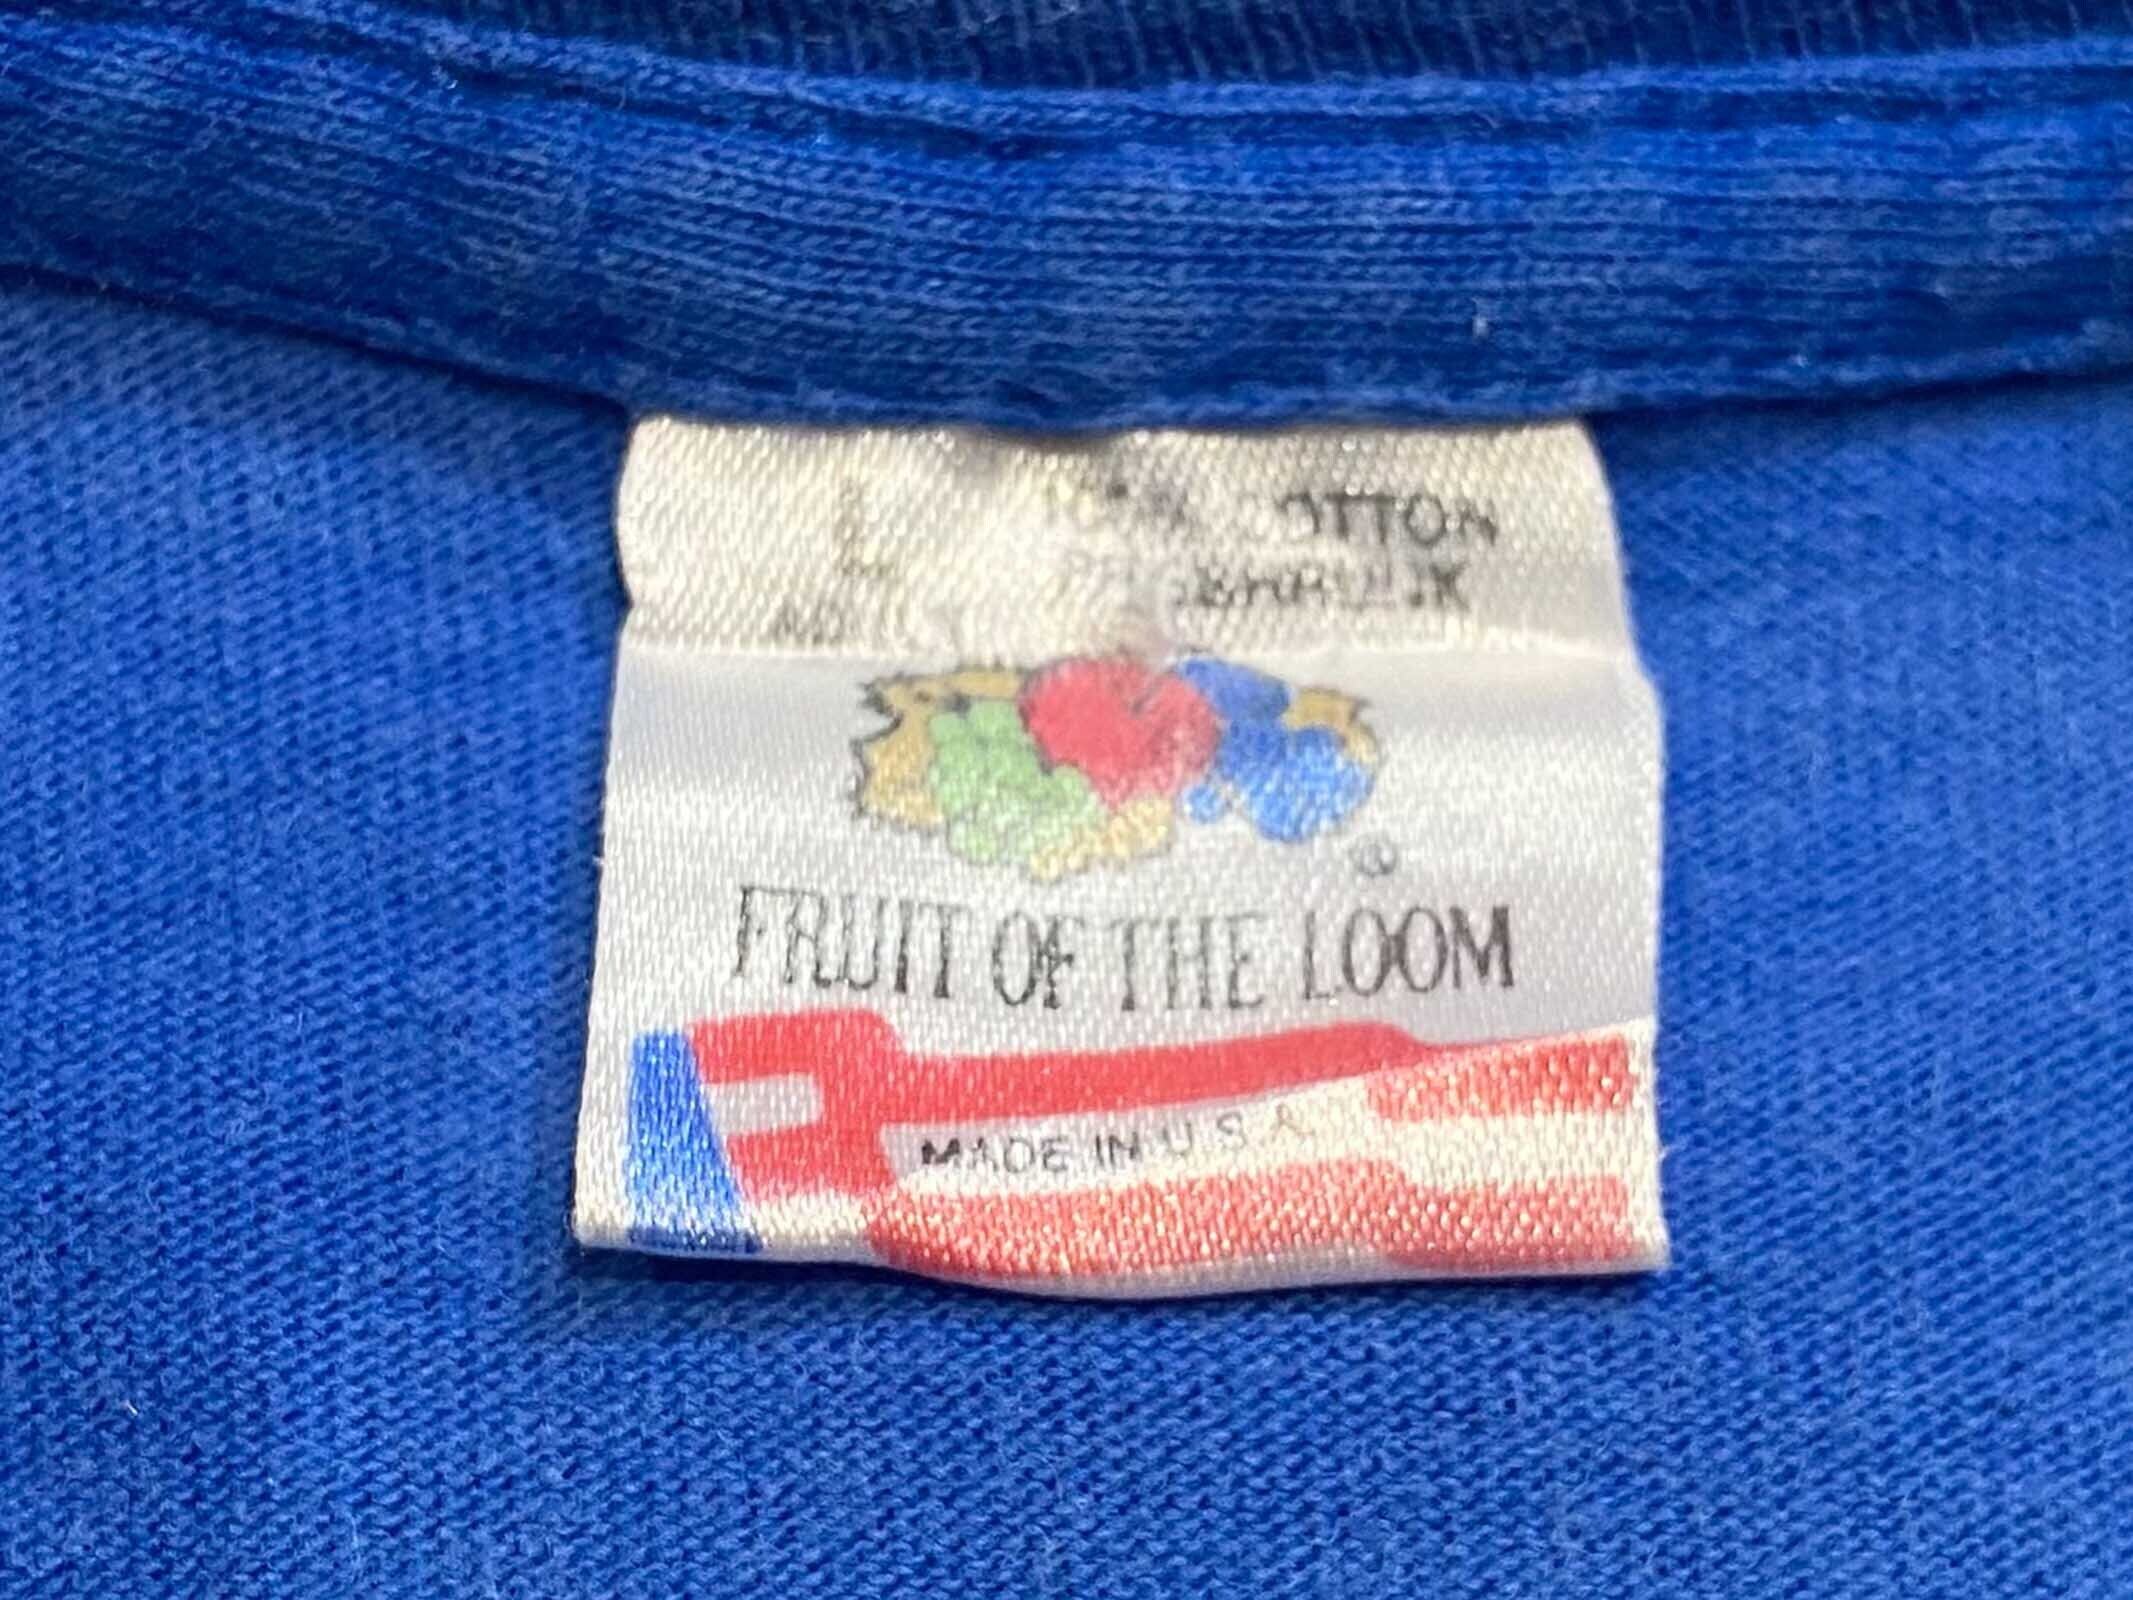 L
COTTON
®
FRUIT OF THE LOOM
MADE IN U.S.A.